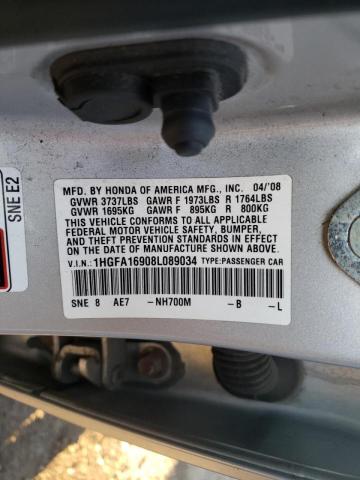 SNE E2
MFD. BY HONDA OF AMERICA MFG., INC. 04/'08
GVWR 3737LBS GAWR F 1973LBS R 1764LBS
GVWR 1695KG GAWR F 895KG R 800KG
THIS VEHICLE CONFORMS TO ALL APPLICABLE
FEDERAL MOTOR VEHICLE SAFETY, BUMPER,
AND THEFT PREVENTION STANDARDS IN EFFECT
ON THE DATE OF MANUFACTURE SHOWN ABOVE.
V.I.N.: 1HGFA16908L089034 TYPE:PASSENGER CAR
SNE 8 AE7 -NH700M -B -L